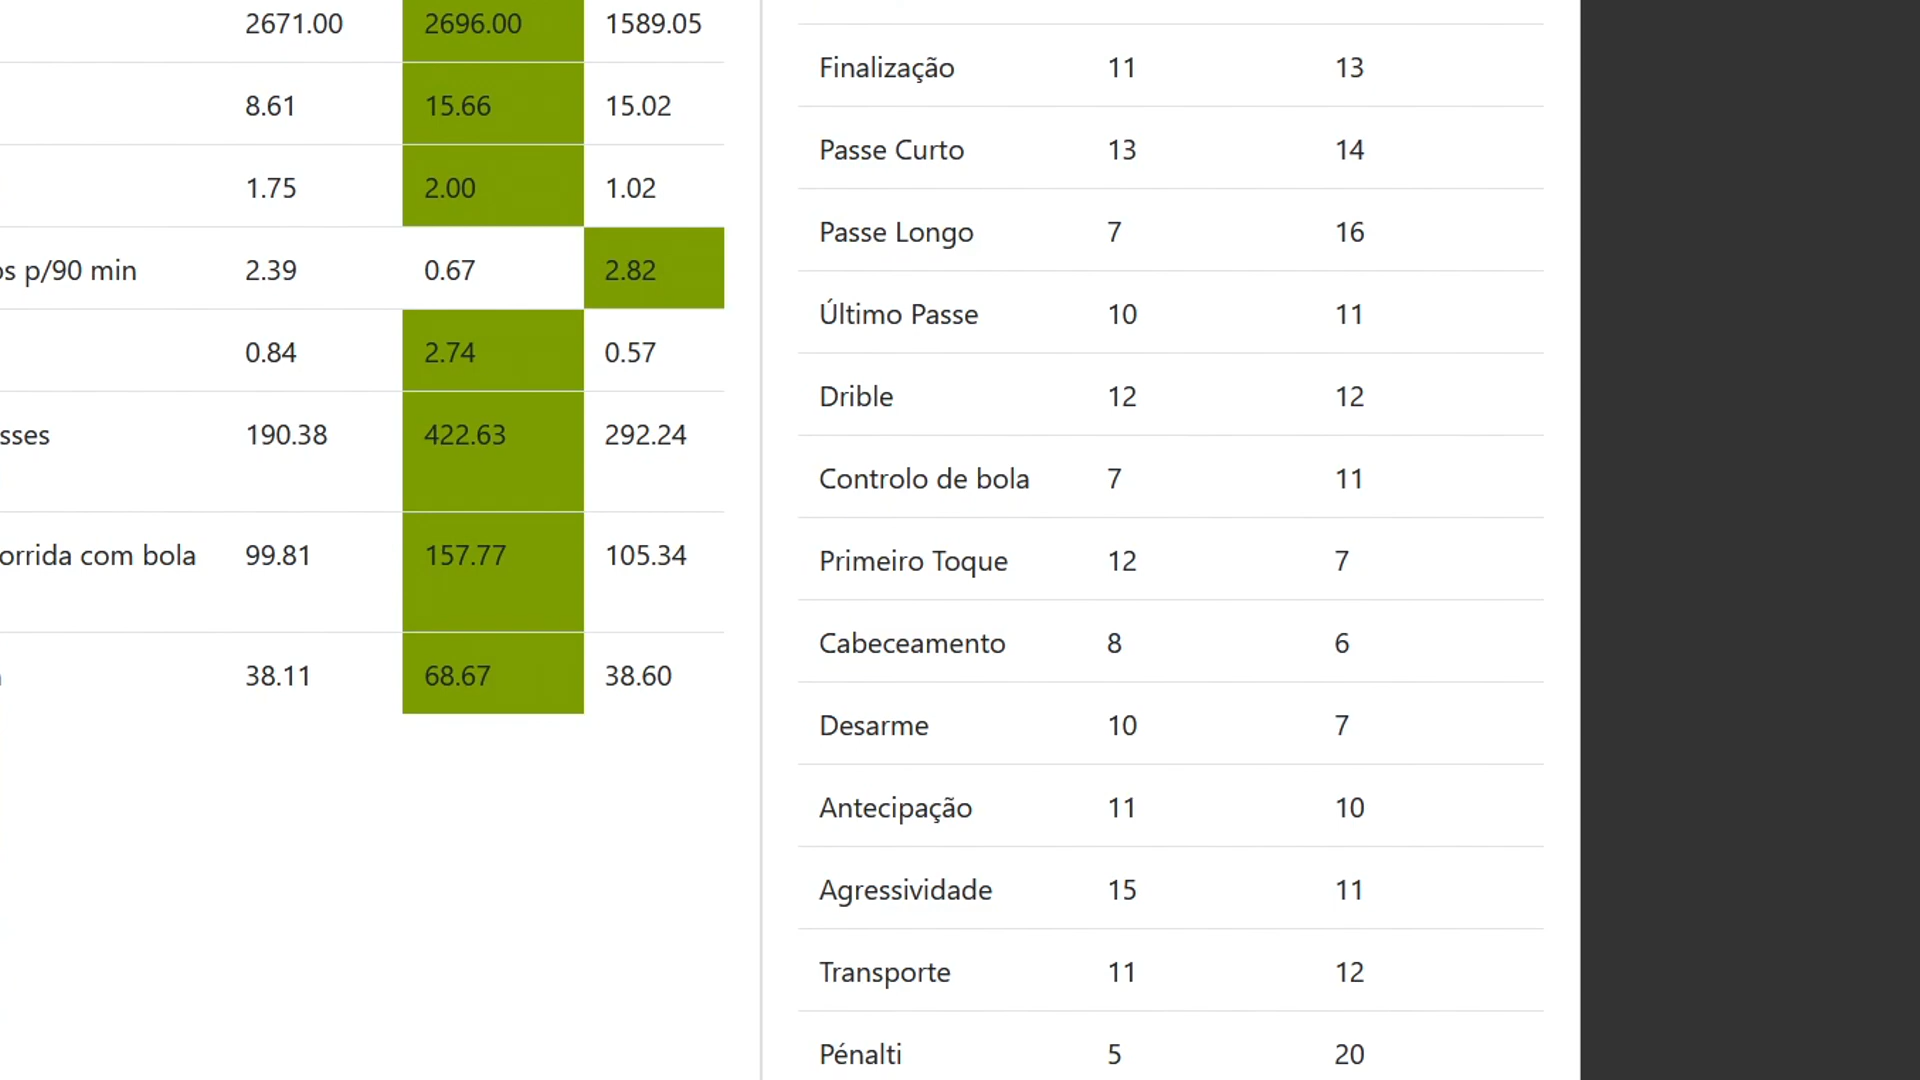 2671.00 2696.00 1589.05
8.61 15.66 15.02
1.75 2.00 1.02
p/90 min 2.39 0.67 2.82
0.84 2.74 0.57
190.38 422.63 292.24
com bola 99.81 157.77 105.34
38.11 68.67 38.60
Finalização 11 13
Passe Curto 13 14
Passe Longo 7 16
Último Passe 10 11
Drible 12 12
Controlo de bola 7 11
Primeiro Toque 12 7
Cabeceamento 8 6
Desarme 10 7
Antecipação 11 10
Agressividade 15 11
Transporte 11 12
Pénalti 5 20